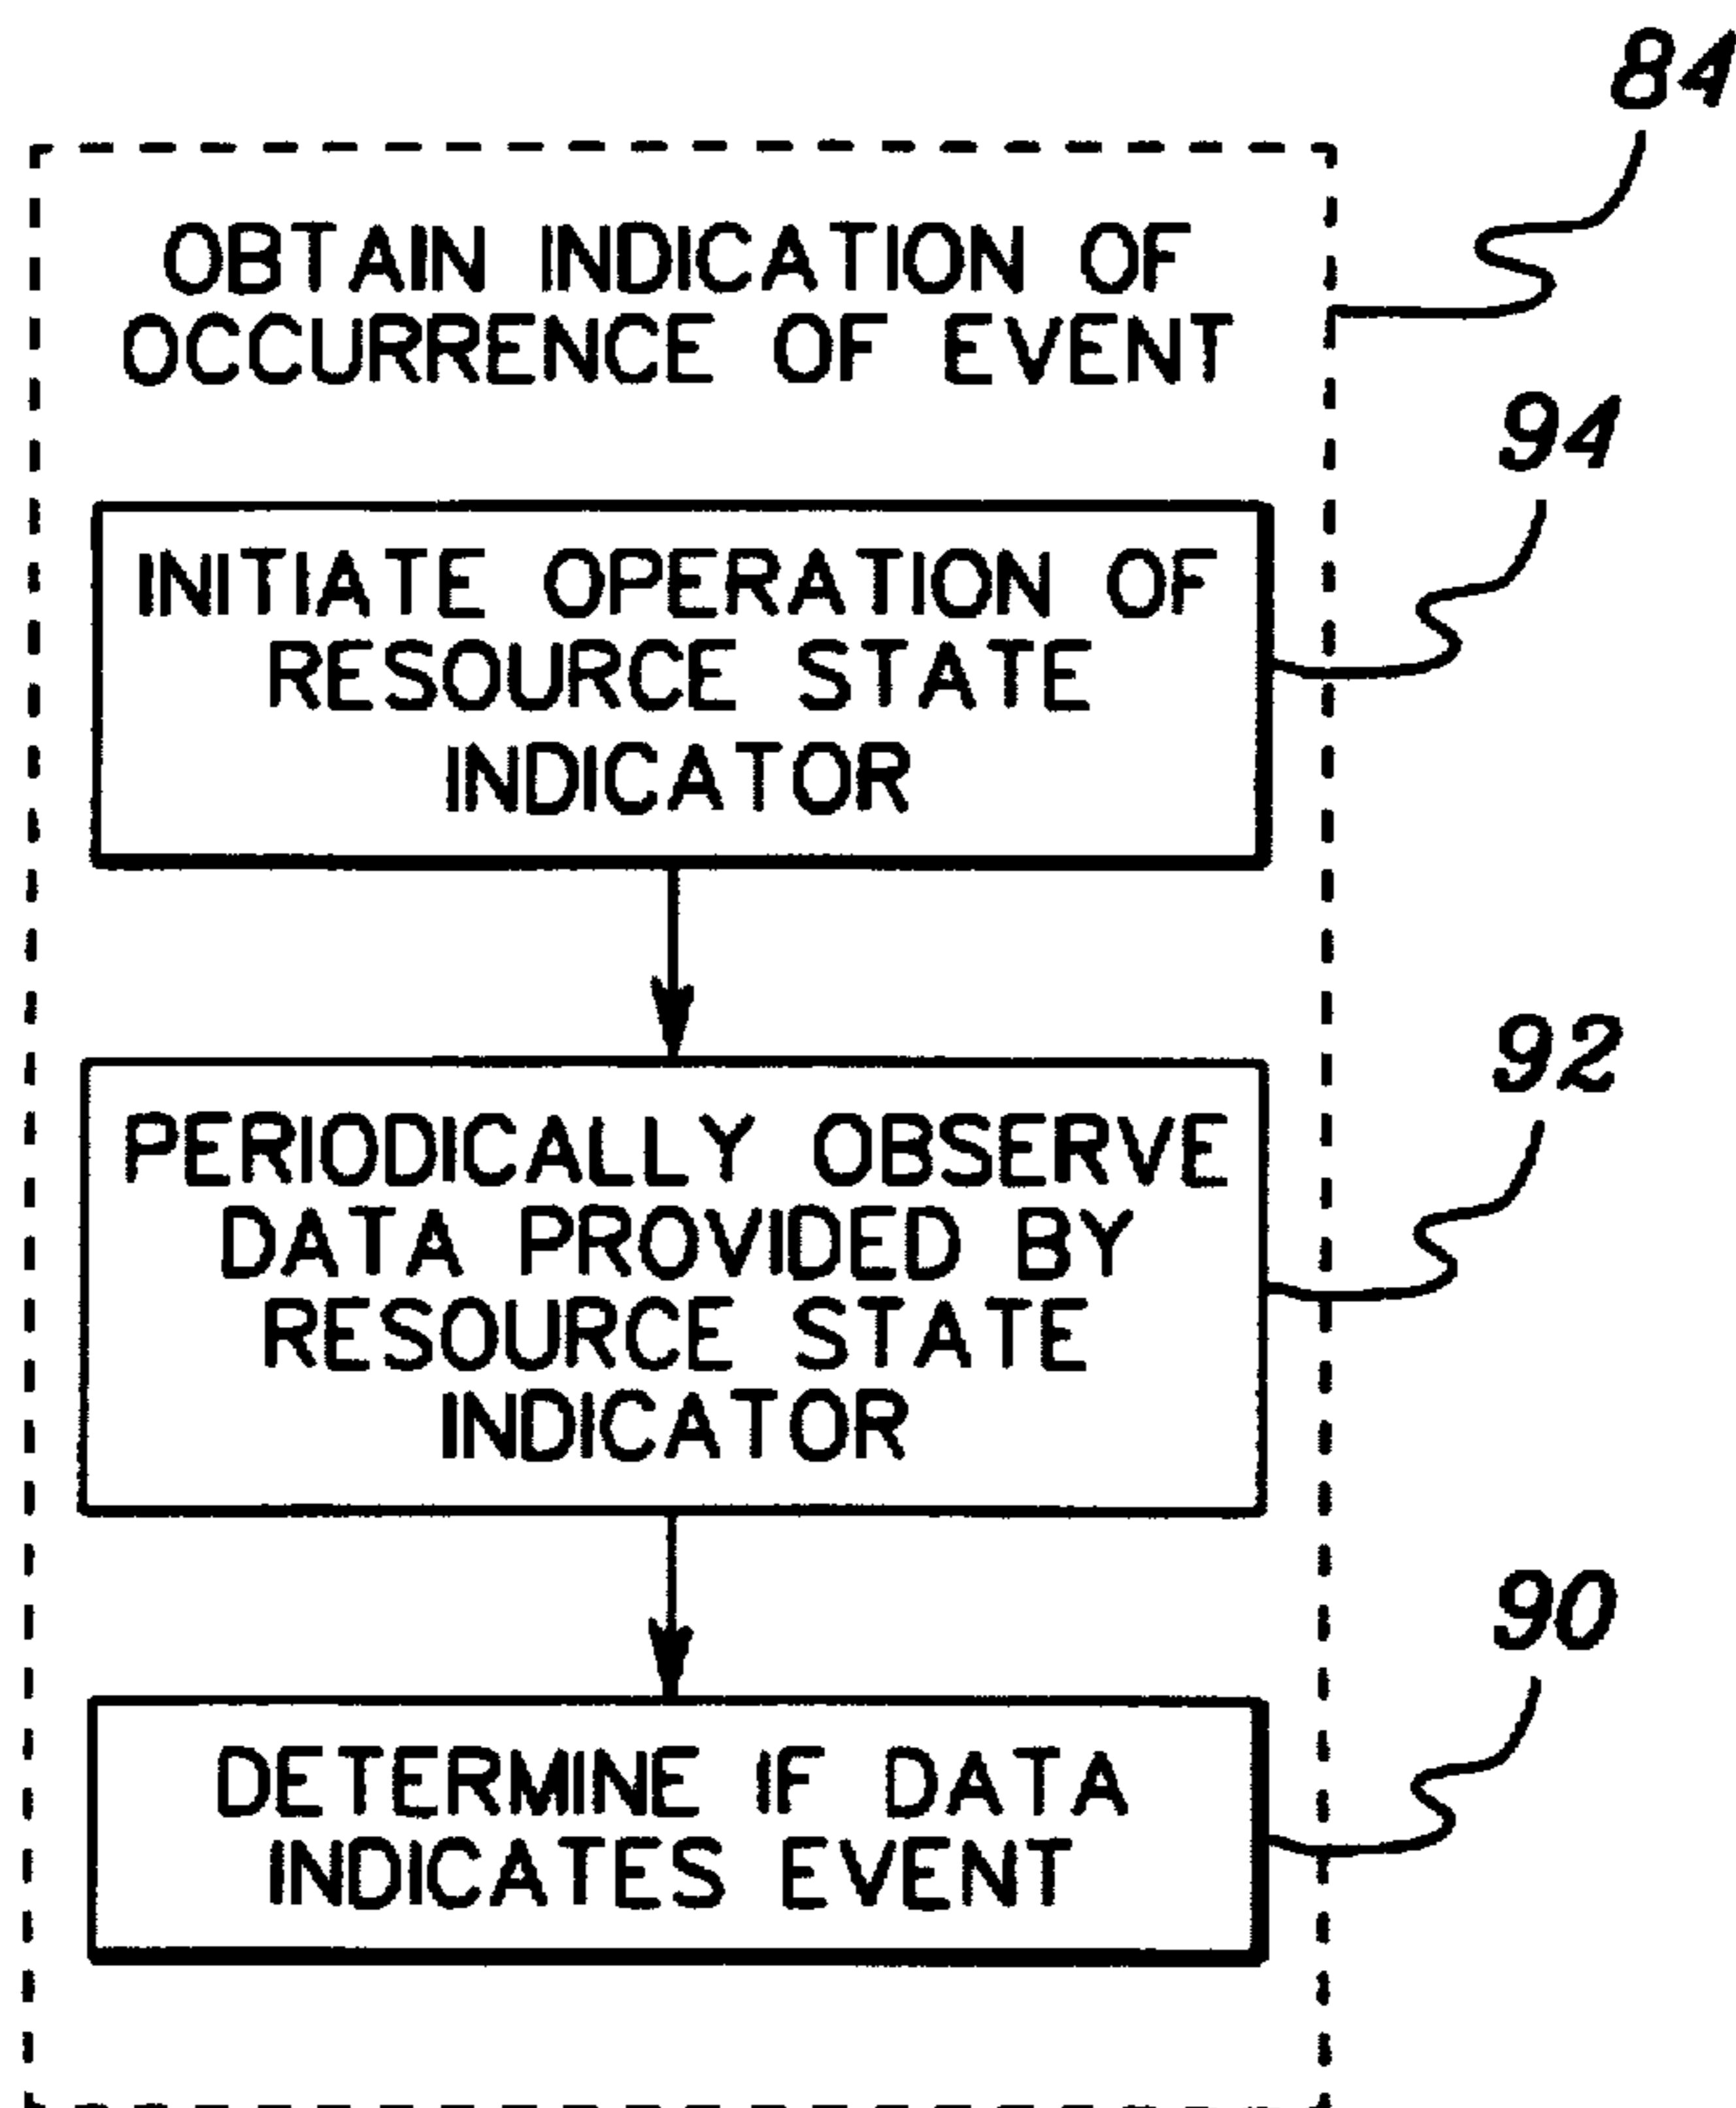 84
OBTAIN INDICATION OF
OCCURRENCE OF EVENT
94
INITIATE OPERATION OF
RESOURCE STATE
INDICATOR
92
PERIODICALLY OBSERVE
DATA PROVIDED BY
RESOURCE STATE
INDICATOR
90
DETERMINE IF DATA
INDICATES EVENT